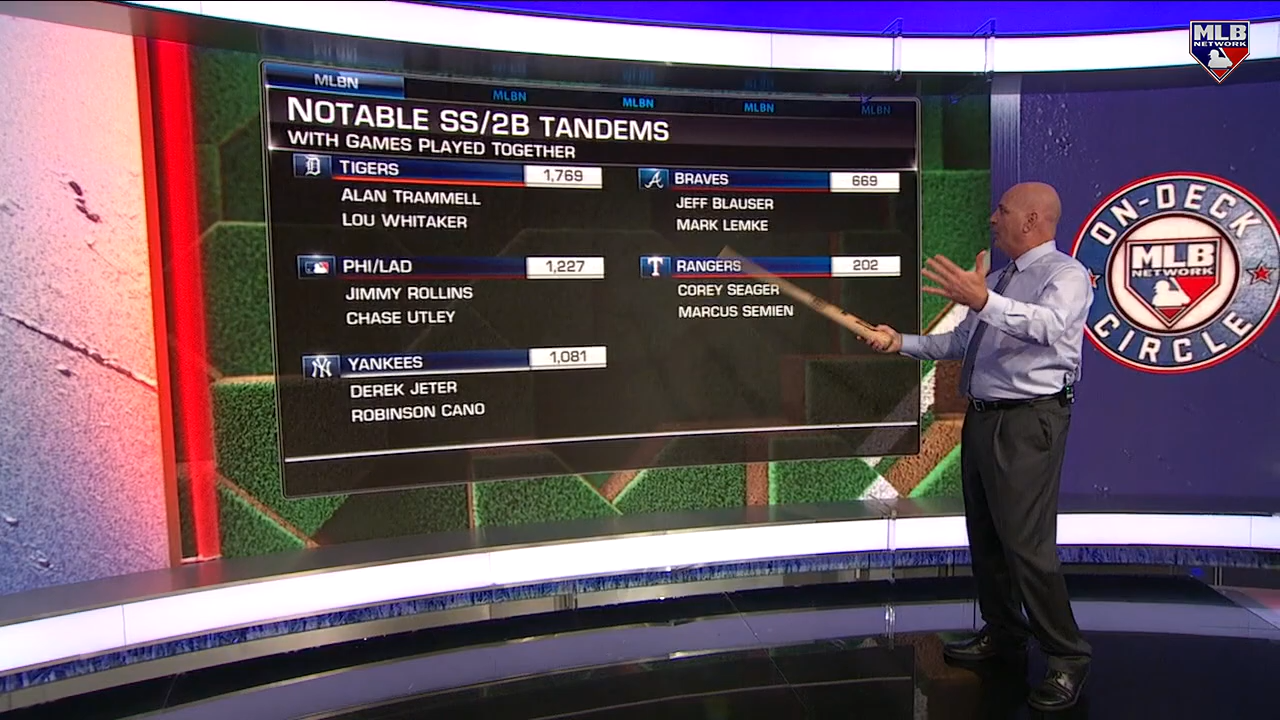 MLB
NETWORK
MLBN
MLBN
MLBN
MLBN
MLBN
NOTABLE SS/2B TANDEMS
WITH GAMES PLAYED TOGETHER
D TIGERS 1,769
ALAN TRAMMELL
LOU WHITAKER
PHI/LAD 1,227
JIMMY ROLLINS
CHASE UTLEY
NY YANKEES 1,081
DEREK JETER
ROBINSON CANO
A BRAVES 669
JEFF BLAUSER
MARK LEMKE
T RANGERS 202
COREY SEAGER
MARCUS SEMIEN
ON-DECK
MLB
NETWORK
CIRCLE